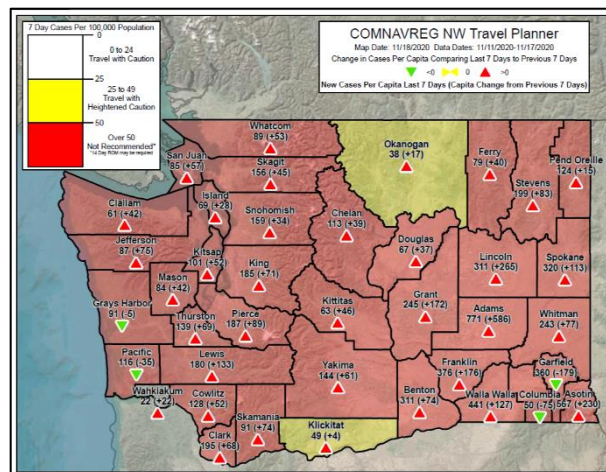 7 Day Cases Per 100,000 Population
0
0 to 24
Travel with Caution
25
25 to 49
Travel with
Heightened Caution
50
Over 50
Not Recommended*
*14 Day ROM may be required
COMNAVREG NW Travel Planner
Map Date: 11/18/2020 Data Dates: 11/11/2020-11/17/2020
Change in Cases Per Capita Comparing Last 7 Days to Previous 7 Days
<0 0 >0
New Cases Per Capita Last 7 Days (Capita Change from Previous 7 Days)
Whatcom
89 (+53)
Okanogan
38 (+17)
Ferry
79 (+40)
Pend Oreille
124 (+15)
San Juan
85 (+57)
Skagit
156 (+45)
Stevens
199 (+83)
Island
69 (+28)
Clallam
61 (+42)
Snohomish
159 (+34)
Chelan
113 (+39)
Douglas
67 (+37)
Jefferson
87 (+75)
Kitsap
101 (+52)
King
185 (+71)
Lincoln
311 (+265)
Spokane
320 (+113)
Mason
84 (+42)
Grays Harbor
91 (-5)
Kittitas
63 (+46)
Grant
245 (+172)
Adams
771 (+586)
Whitman
243 (+77)
Thurston
139 (+69)
Pierce
187 (+89)
Pacific
116 (-35)
Lewis
180 (+133)
Yakima
144 (+61)
Franklin
376 (+176)
Garfield
360 (-179)
Wahkiakum
22 (+22)
Cowlitz
128 (+52)
Skamania
91 (+74)
Benton
311 (+74)
Walla Walla
441 (+127)
Columbia
50 (-75)
Asotin
567 (+230)
Clark
195 (+68)
Klickitat
49 (+4)